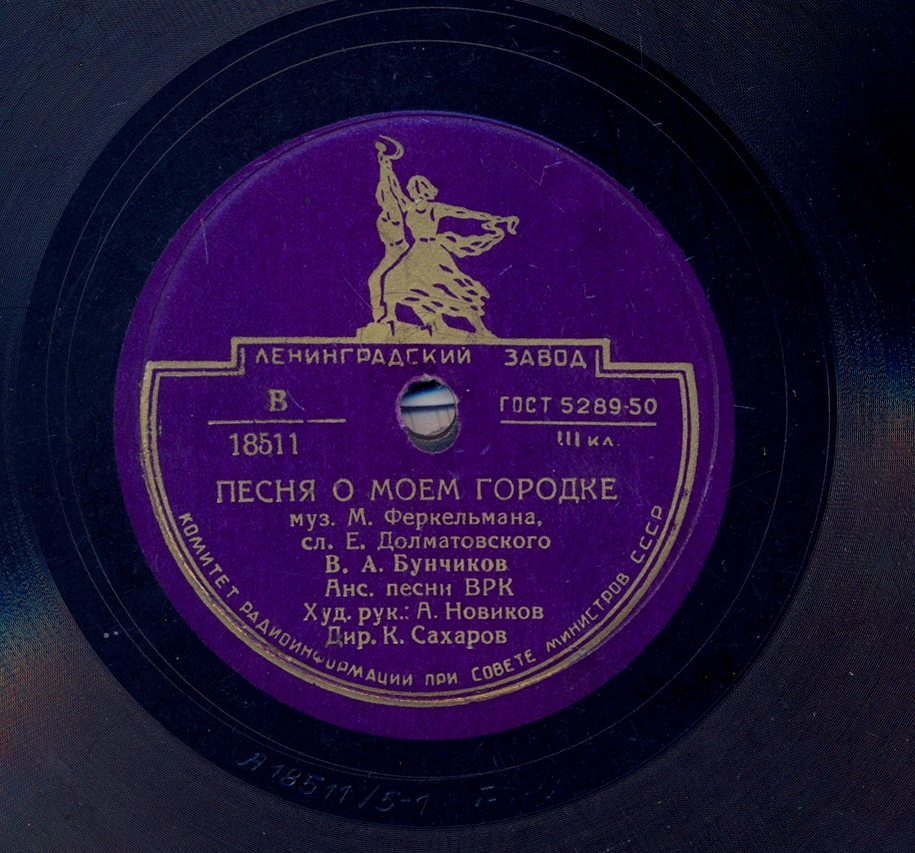 ЛЕНИНГРАДСКИЙ ЗАВОД
В
18511
ГОСТ 5289-50
III кл.
ПЕСНЯ О МОЕМ ГОРОДКЕ
муз. М. Феркельмана,
сл. Е. Долматовского
В. А. Бунчиков
Анс. песни ВРК
Худ. рук.: А. Новиков
Дир. К. Сахаров
КОМИТЕТ РАДИОИНФОРМАЦИИ ПРИ СОВЕТЕ МИНИСТРОВ СССР
А18511/5-1